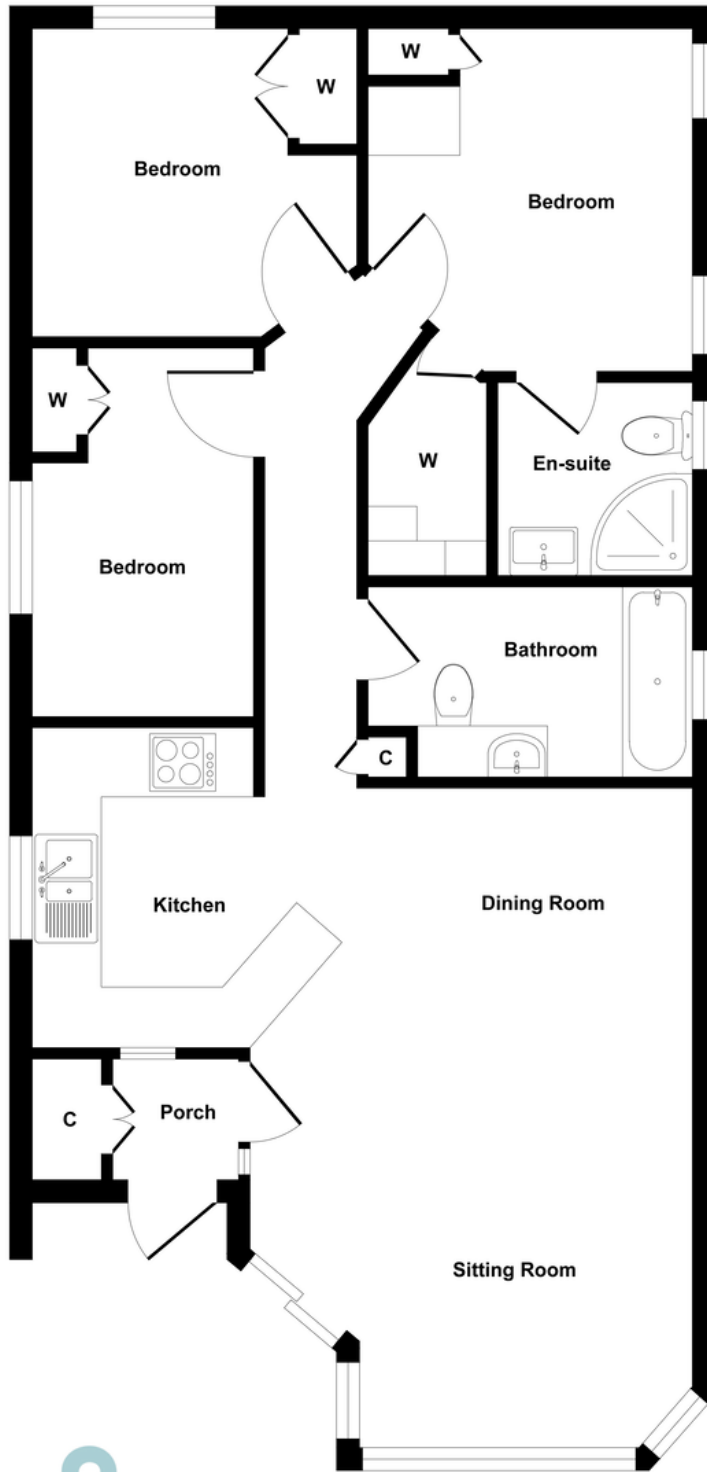 W
W
Bedroom
Bedroom
W
W
En-suite
Bedroom
Bathroom
C
Kitchen
Dining Room
C
Porch
Sitting Room